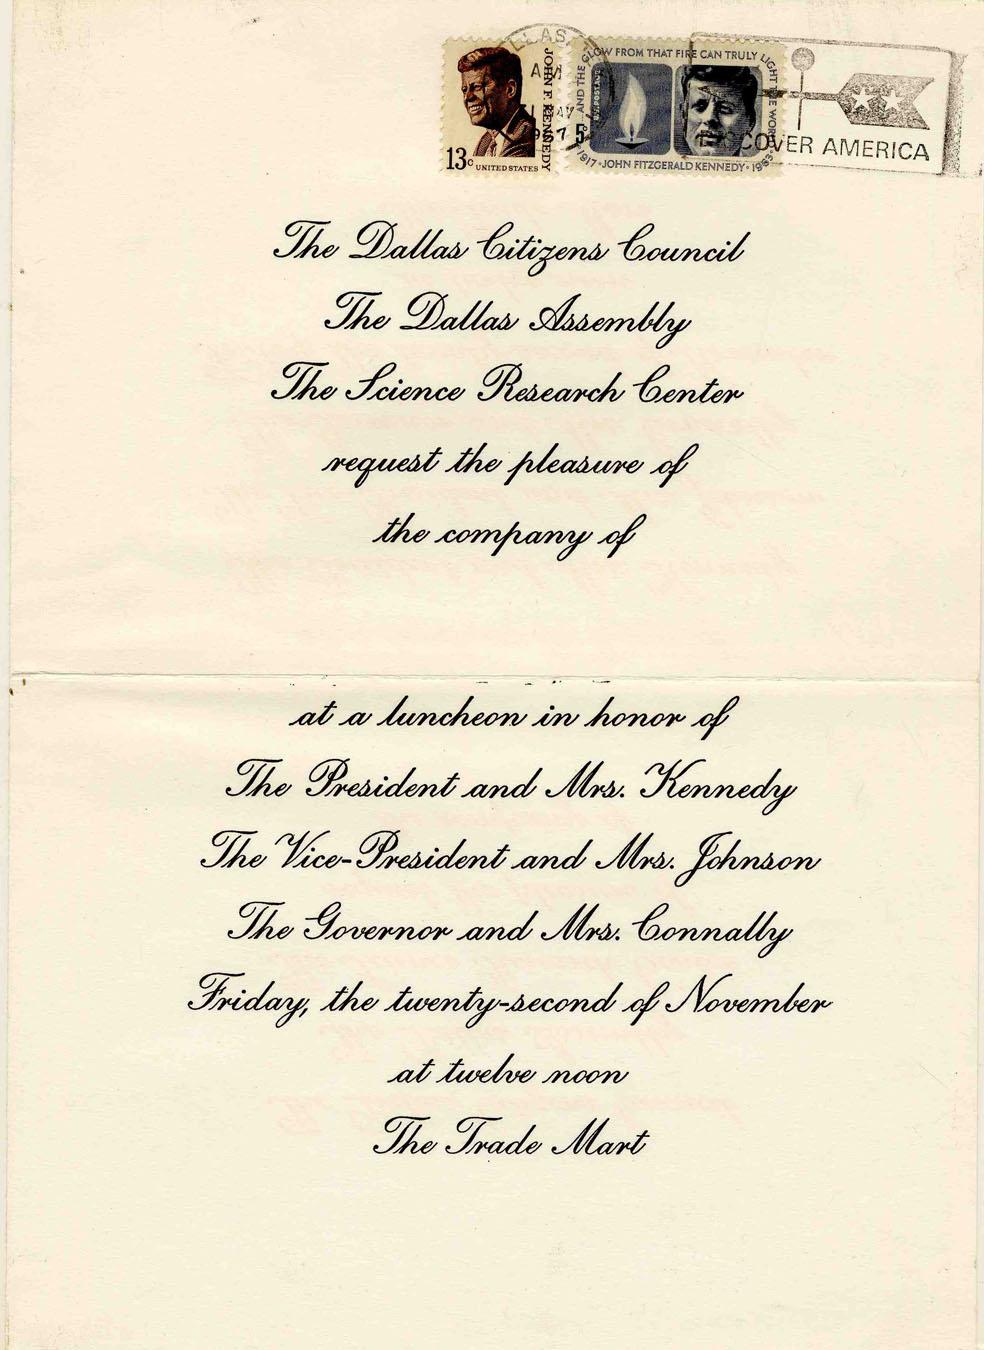 JOHN F. KENNEDY
13c UNITED STATES
AND THE GLOW FROM THAT FIRE CAN TRULY LIGHT THE WORLD
U.S. POSTAGE
5
1917 · JOHN FITZGERALD KENNEDY · 1963
AM
DISCOVER AMERICA
The Dallas Citizens Council
The Dallas Assembly
The Science Research Center
request the pleasure of
the company of
at a luncheon in honor of
The President and Mrs. Kennedy
The Vice-President and Mrs. Johnson
The Governor and Mrs. Connally
Friday, the twenty-second of November
at twelve noon
The Trade Mart